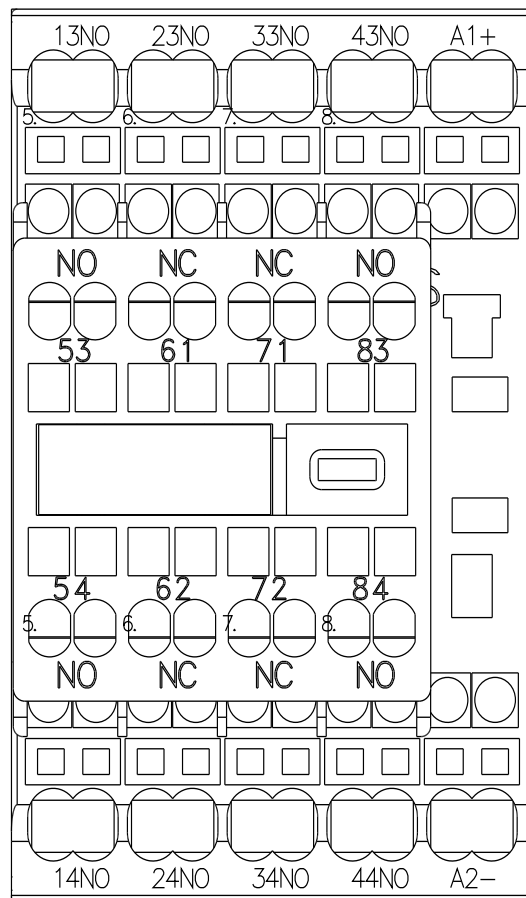 13NO 23NO 33NO 43NO A1+
5. 6. 7. 8.
NO NC NC NO
53 61 71 83
54 62 72 84
5. 6. 7. 8.
NO NC NC NO
14NO 24NO 34NO 44NO A2-